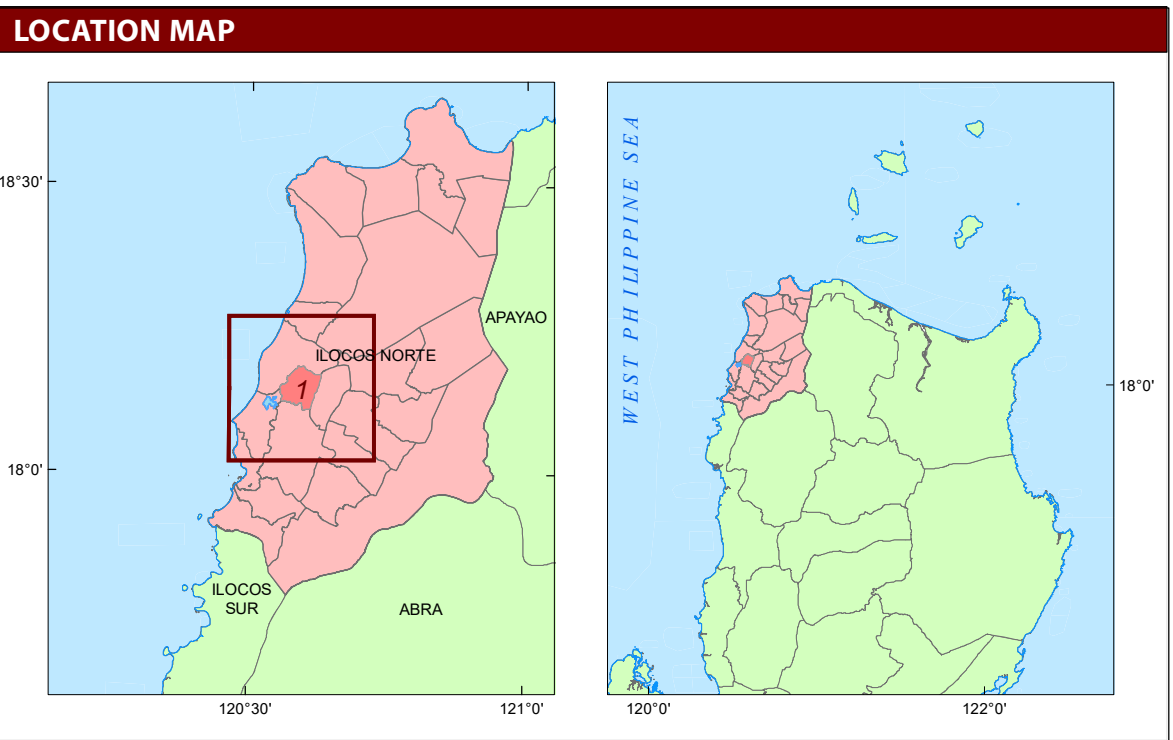 LOCATION MAP
18°30'
APAYAO
ILOCOS NORTE
1
18°0'
ILOCOS
SUR
ABRA
120°30'
121°0'
WEST PHILIPPINE SEA
18°0'
120°0'
122°0'